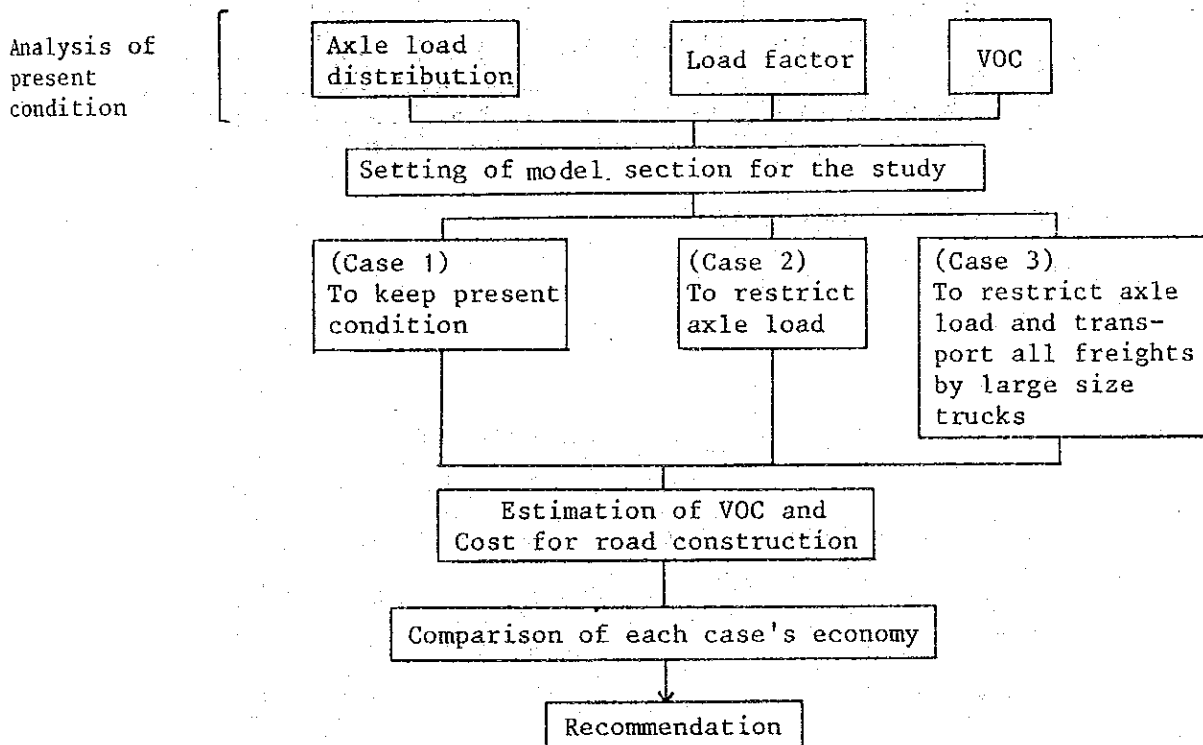 Analysis of
present
condition
Axle load
distribution
Load factor
VOC
Setting of model section for the study
(Case 1)
To keep present
condition
(Case 2)
To restrict
axle load
(Case 3)
To restrict axle
load and trans-
port all freights
by large size
trucks
Estimation of VOC and
Cost for road construction
Comparison of each case's economy
Recommendation